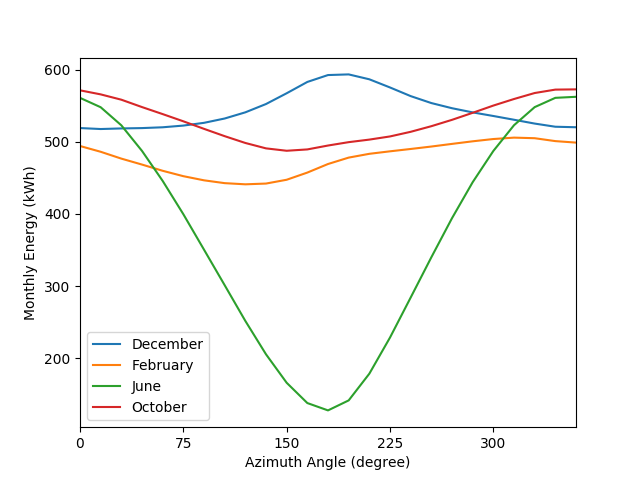 600
500
400
300
200
Monthly Energy (kWh)
December
February
June
October
0
75
150
225
300
Azimuth Angle (degree)